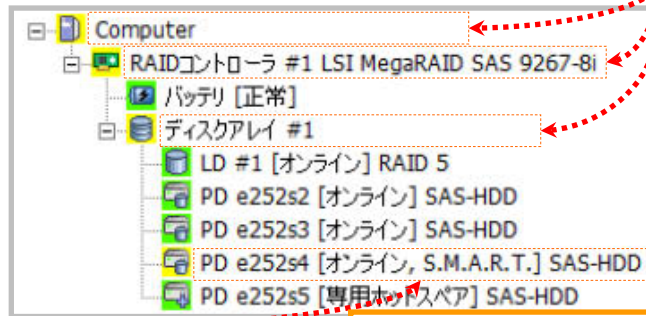 Computer
RAIDコントローラ #1 LSI MegaRAID SAS 9267-8i
バッテリ [正常]
ディスクアレイ #1
LD #1 [オンライン] RAID 5
PD e252s2 [オンライン] SAS-HDD
PD e252s3 [オンライン] SAS-HDD
PD e252s4 [オンライン, S.M.A.R.T.] SAS-HDD
PD e252s5 [専用ホットスペア] SAS-HDD